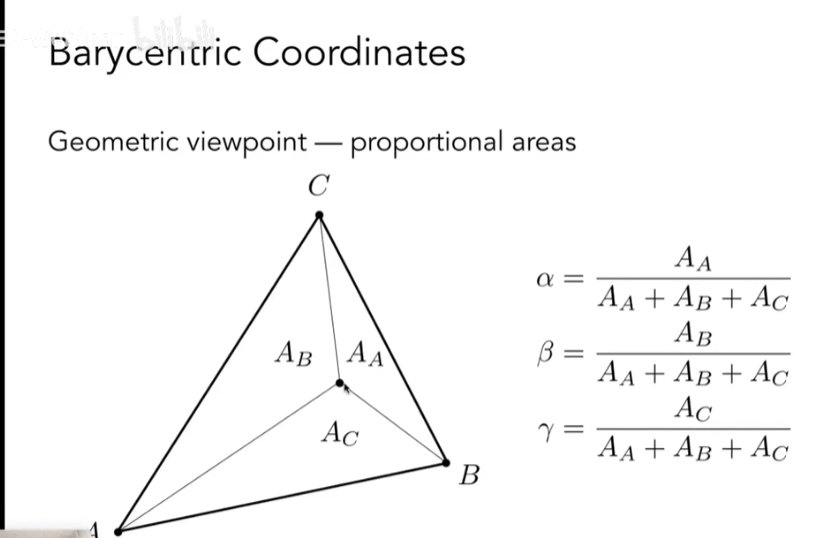 Barycentric Coordinates
Geometric viewpoint — proportional areas
C
α = A_A / (A_A + A_B + A_C)
A_B A_A
β = A_B / (A_A + A_B + A_C)
A_C
γ = A_C / (A_A + A_B + A_C)
B
A